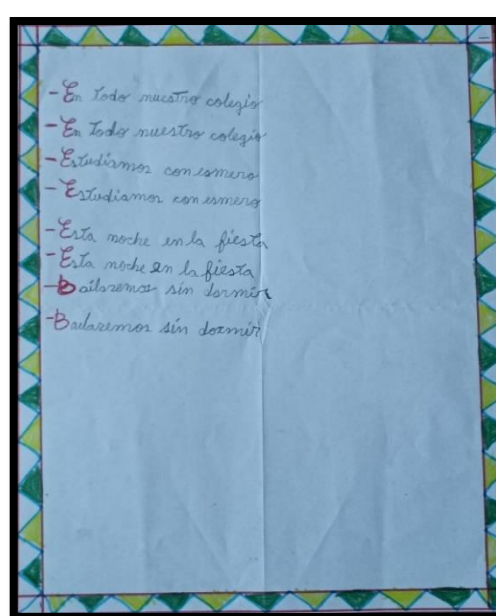 -En todo nuestro colegio
-En todo nuestro colegio
-Estudiamos con esmero
-Estudiamos con esmero
-Esta noche en la fiesta
-Esta noche en la fiesta
-Bailaremos sin dormir
-Bailaremos sin dormir